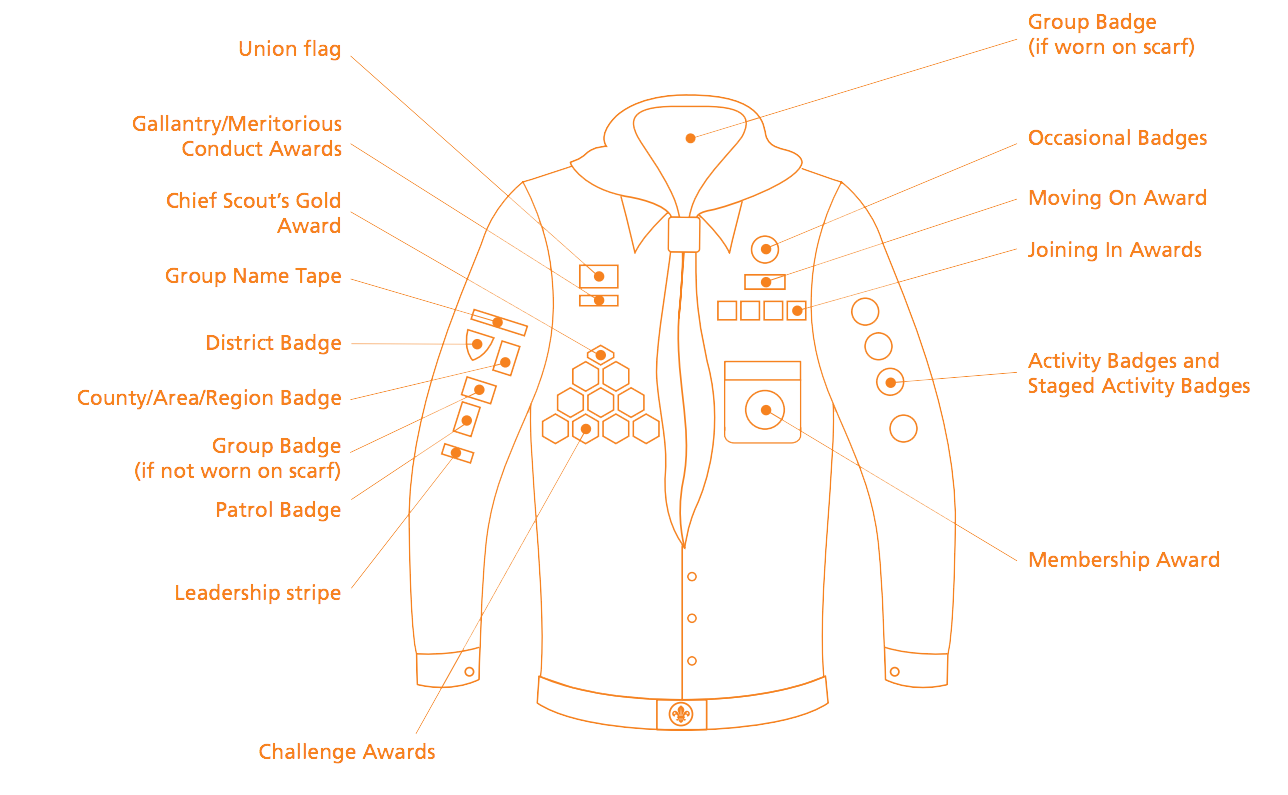 Union flag
Gallantry/Meritorious
Conduct Awards
Chief Scout’s Gold
Award
Group Name Tape
District Badge
County/Area/Region Badge
Group Badge
(if not worn on scarf)
Patrol Badge
Leadership stripe
Challenge Awards
Group Badge
(if worn on scarf)
Occasional Badges
Moving On Award
Joining In Awards
Activity Badges and
Staged Activity Badges
Membership Award